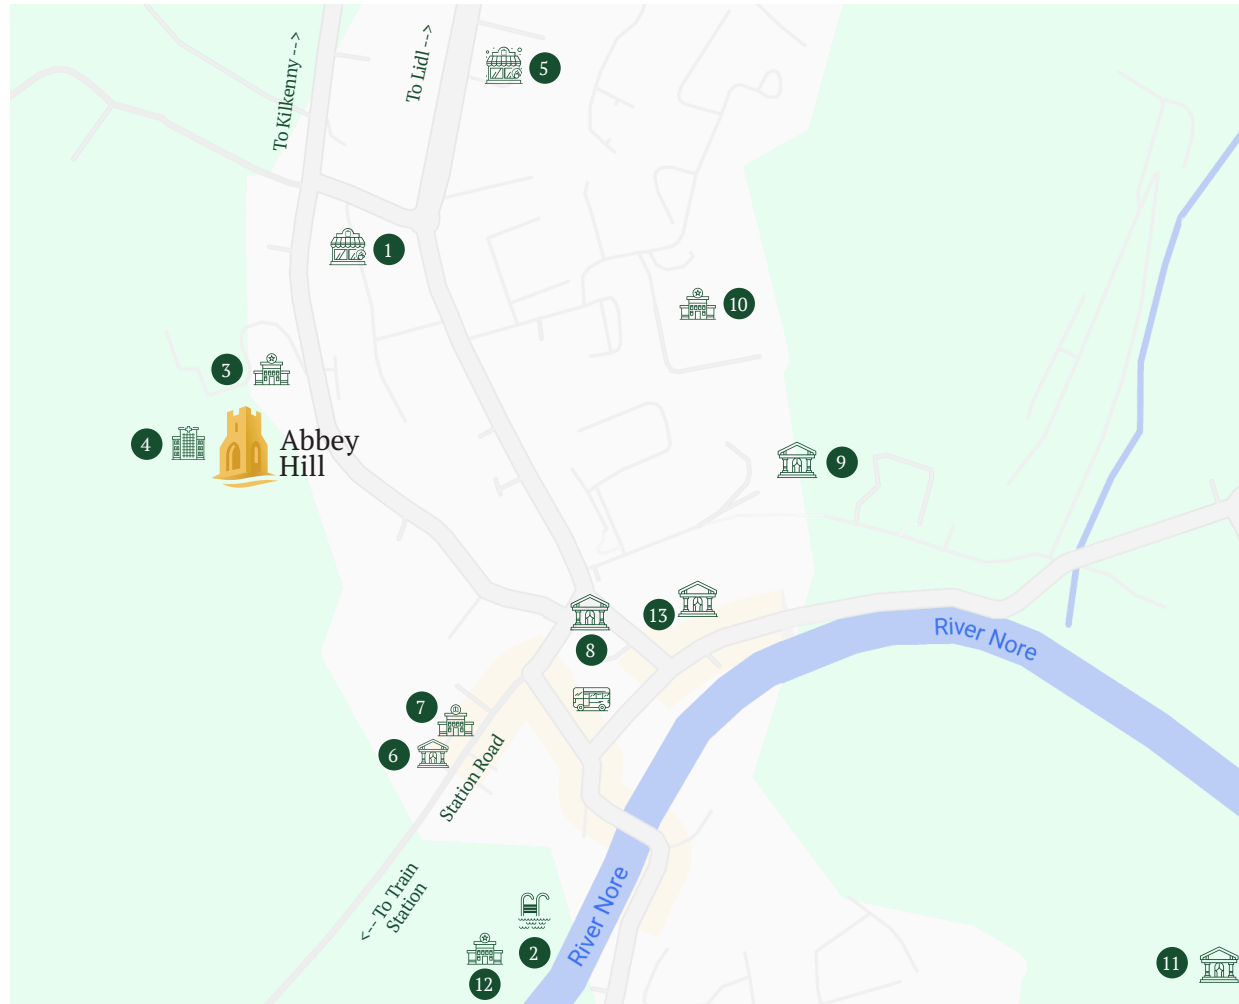 To Kilkenny -->
To Lidl -->
5
1
10
3
4
Abbey
Hill
9
13
8
River Nore
7
6
Station Road
<--- To Train
Station
River Nore
2
12
11